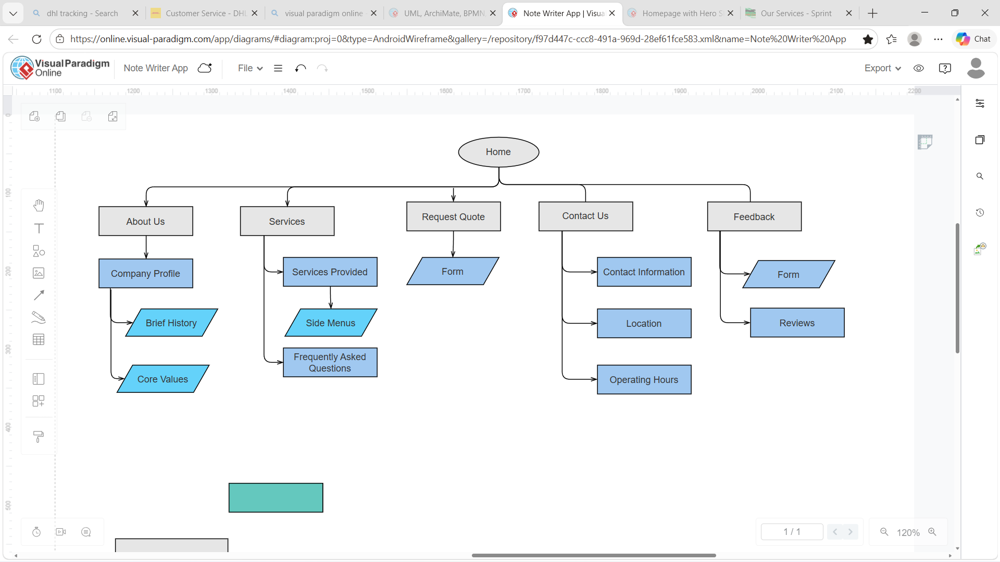 dhl tracking - Search
Customer Service - DHL
visual paradigm online -
UML, ArchiMate, BPMN,
Note Writer App | Visua
Homepage with Hero S
Our Services - Sprint
https://online.visual-paradigm.com/app/diagrams/#diagram:proj=0&type=AndroidWireframe&gallery=/repository/f97d447c-ccc8-491a-969d-28ef61fce583.xml&name=Note%20Writer%20App
Chat
Visual Paradigm
Online
Note Writer App
File
Export
1100 1200 1300 1400 1500 1600 1700 1800 1900 2000 2100 2200
0
100
200
300
400
500
Home
About Us
Services
Request Quote
Contact Us
Feedback
Company Profile
Services Provided
Form
Contact Information
Form
Brief History
Side Menus
Location
Reviews
Core Values
Frequently Asked
Questions
Operating Hours
1 / 1
120%